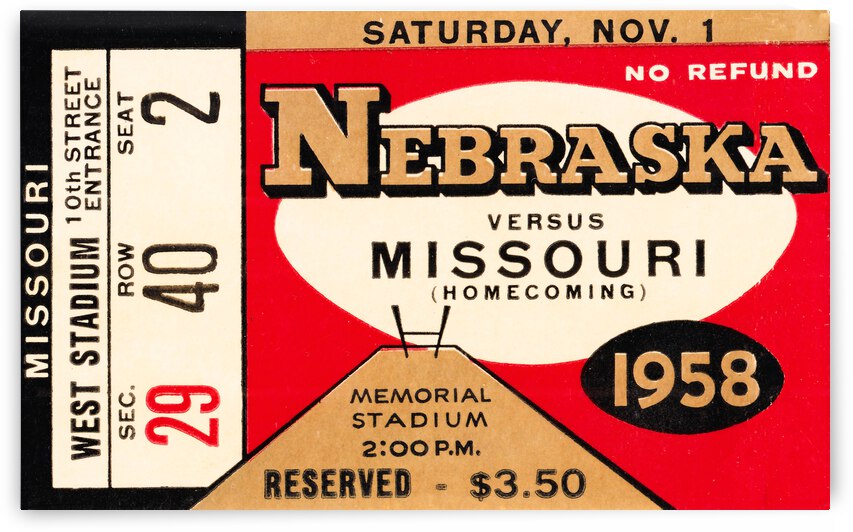 MISSOURI
WEST STADIUM 10th STREET ENTRANCE
SEC. 29
ROW 40
SEAT 2
SATURDAY, NOV. 1
NO REFUND
NEBRASKA
VERSUS
MISSOURI
(HOMECOMING)
1958
MEMORIAL
STADIUM
2:00 P.M.
RESERVED - $3.50